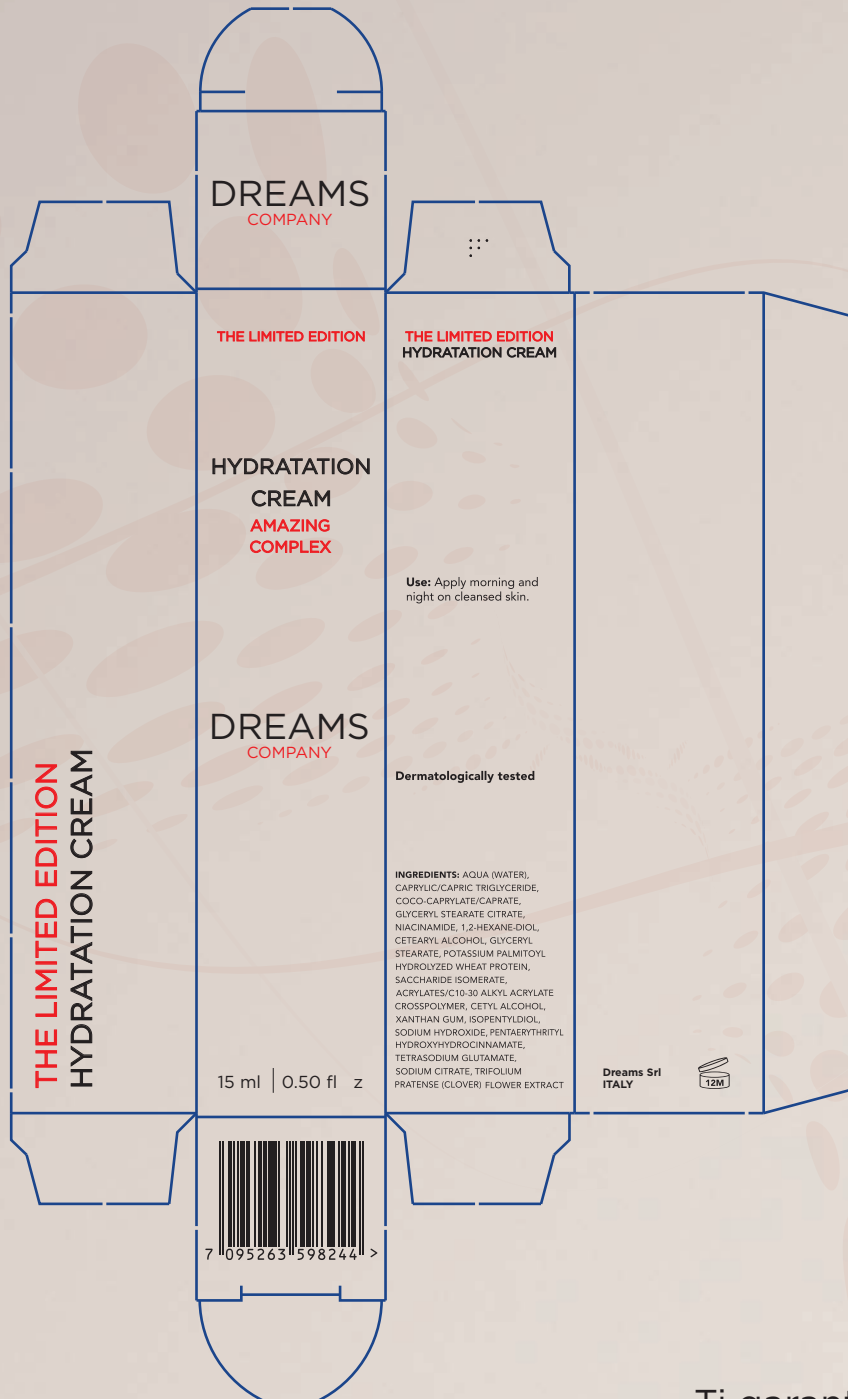 DREAMS
COMPANY
THE LIMITED EDITION
HYDRATATION
CREAM
AMAZING
COMPLEX
DREAMS
COMPANY
15 ml | 0.50 fl z
7 095263 598244 >
THE LIMITED EDITION
HYDRATATION CREAM
THE LIMITED EDITION
HYDRATATION CREAM
Use: Apply morning and
night on cleansed skin.
Dermatologically tested
INGREDIENTS: AQUA (WATER),
CAPRYLIC/CAPRIC TRIGLYCERIDE,
COCO-CAPRYLATE/CAPRATE,
GLYCERYL STEARATE CITRATE,
NIACINAMIDE, 1,2-HEXANE-DIOL,
CETEARYL ALCOHOL, GLYCERYL
STEARATE, POTASSIUM PALMITOYL
HYDROLYZED WHEAT PROTEIN,
SACCHARIDE ISOMERATE,
ACRYLATES/C10-30 ALKYL ACRYLATE
CROSSPOLYMER, CETYL ALCOHOL,
XANTHAN GUM, ISOPENTYLDIOL,
SODIUM HYDROXIDE, PENTAERYTHRITYL
HYDROXYHYDROCINNAMATE,
TETRASODIUM GLUTAMATE,
SODIUM CITRATE, TRIFOLIUM
PRATENSE (CLOVER) FLOWER EXTRACT
Dreams Srl
ITALY
12M
Ti